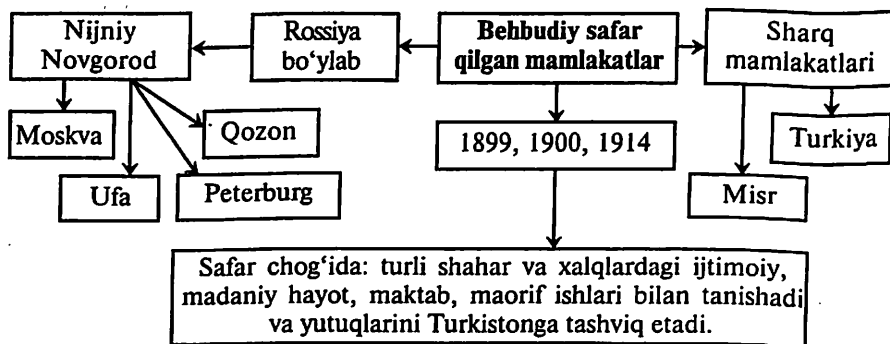 Nijniy
Novgorod
Rossiya
bo‘ylab
Behbudiy safar
qilgan mamlakatlar
Sharq
mamlakatlari
Moskva
Qozon
Ufa
Peterburg
1899, 1900, 1914
Turkiya
Misr
Safar chog‘ida: turli shahar va xalqlardagi ijtimoiy,
madaniy hayot, maktab, maorif ishlari bilan tanishadi
va yutuqlarini Turkistonga tashviq etadi.